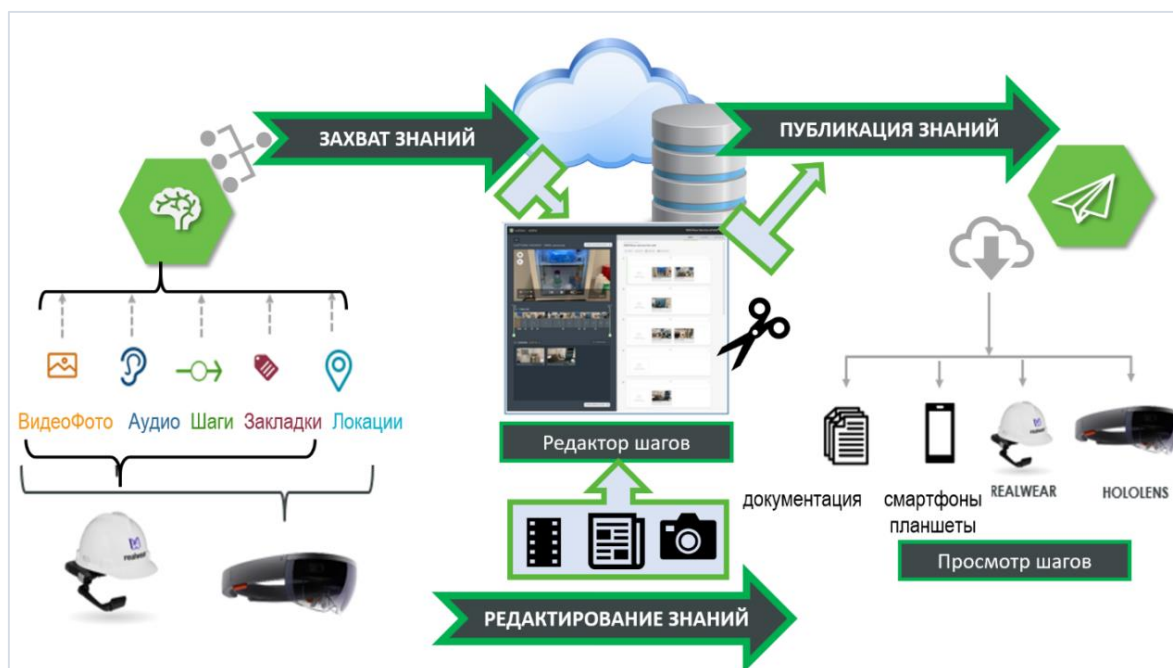 ЗАХВАТ ЗНАНИЙ
ПУБЛИКАЦИЯ ЗНАНИЙ
ВидеоФото
Аудио
Шаги
Закладки
Локации
Редактор шагов
документация
смартфоны
планшеты
REALWEAR
HOLOLENS
Просмотр шагов
realwear
РЕДАКТИРОВАНИЕ ЗНАНИЙ